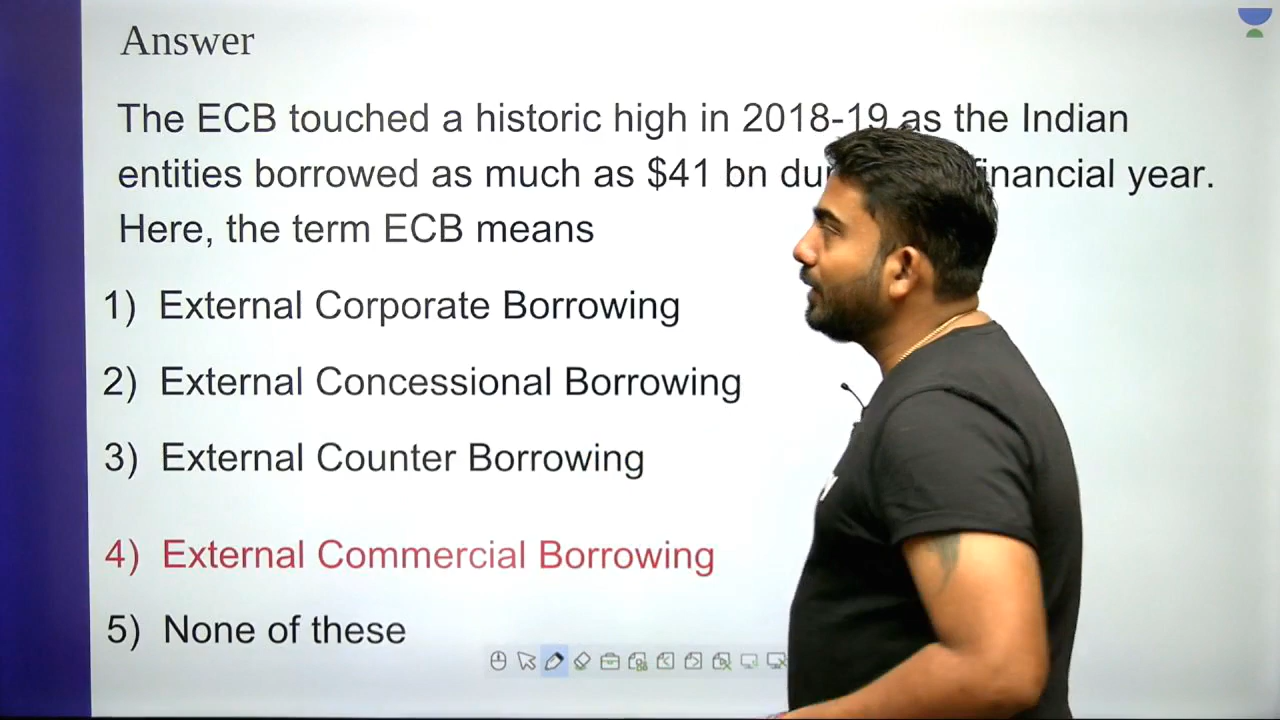 Answer
The ECB touched a historic high in 2018-19 as the Indian
entities borrowed as much as $41 bn financial year.
Here, the term ECB means
1) External Corporate Borrowing
2) External Concessional Borrowing
3) External Counter Borrowing
4) External Commercial Borrowing
5) None of these